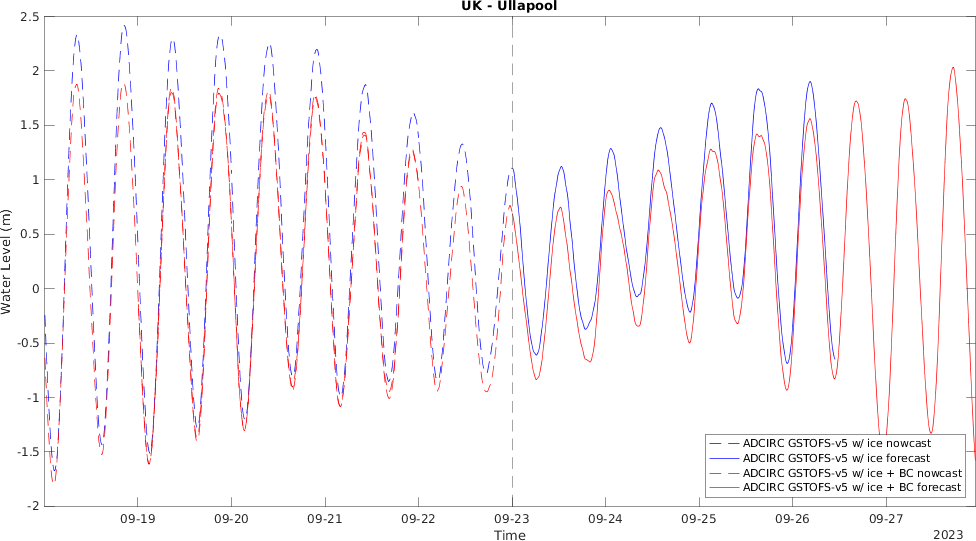 UK - Ullapool
2.5
2
1.5
1
0.5
0
-0.5
-1
-1.5
-2
Water Level (m)
ADCIRC GSTOFS-v5 w/ ice nowcast
ADCIRC GSTOFS-v5 w/ ice forecast
ADCIRC GSTOFS-v5 w/ ice + BC nowcast
ADCIRC GSTOFS-v5 w/ ice + BC forecast
09-19 09-20 09-21 09-22 09-23 09-24 09-25 09-26 09-27
Time
2023